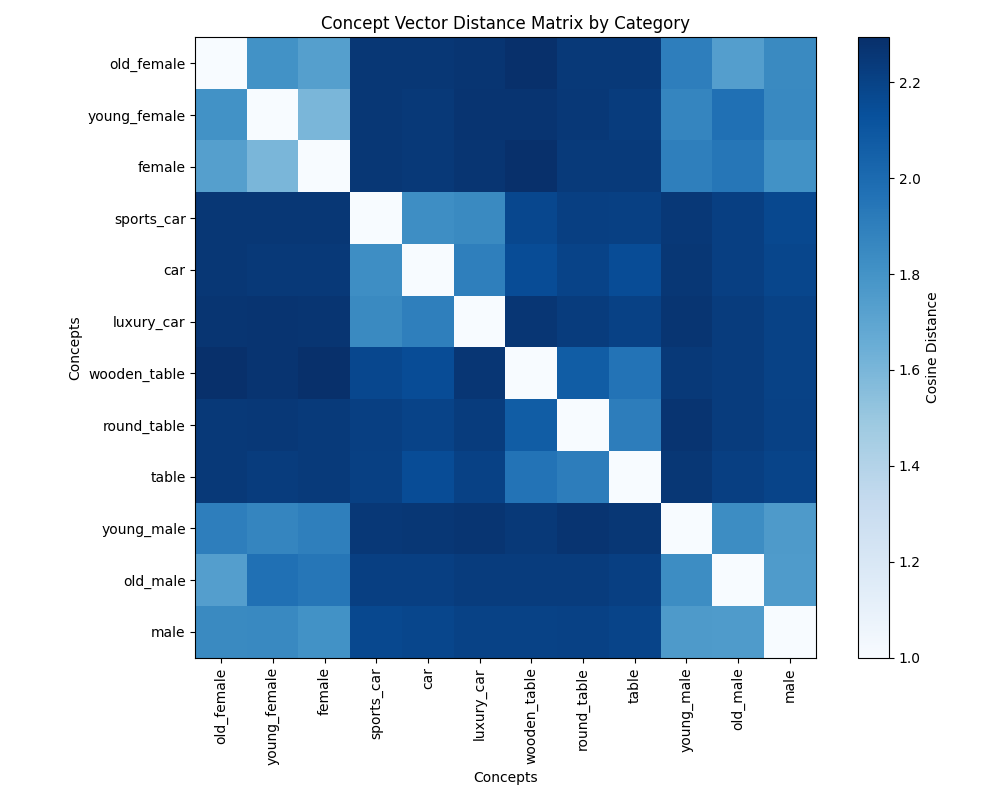 Concept Vector Distance Matrix by Category
old_female
young_female
female
sports_car
car
luxury_car
wooden_table
round_table
table
young_male
old_male
male
Concepts
old_female
young_female
female
sports_car
car
luxury_car
wooden_table
round_table
table
young_male
old_male
male
Concepts
2.2
2.0
1.8
1.6
1.4
1.2
1.0
Cosine Distance